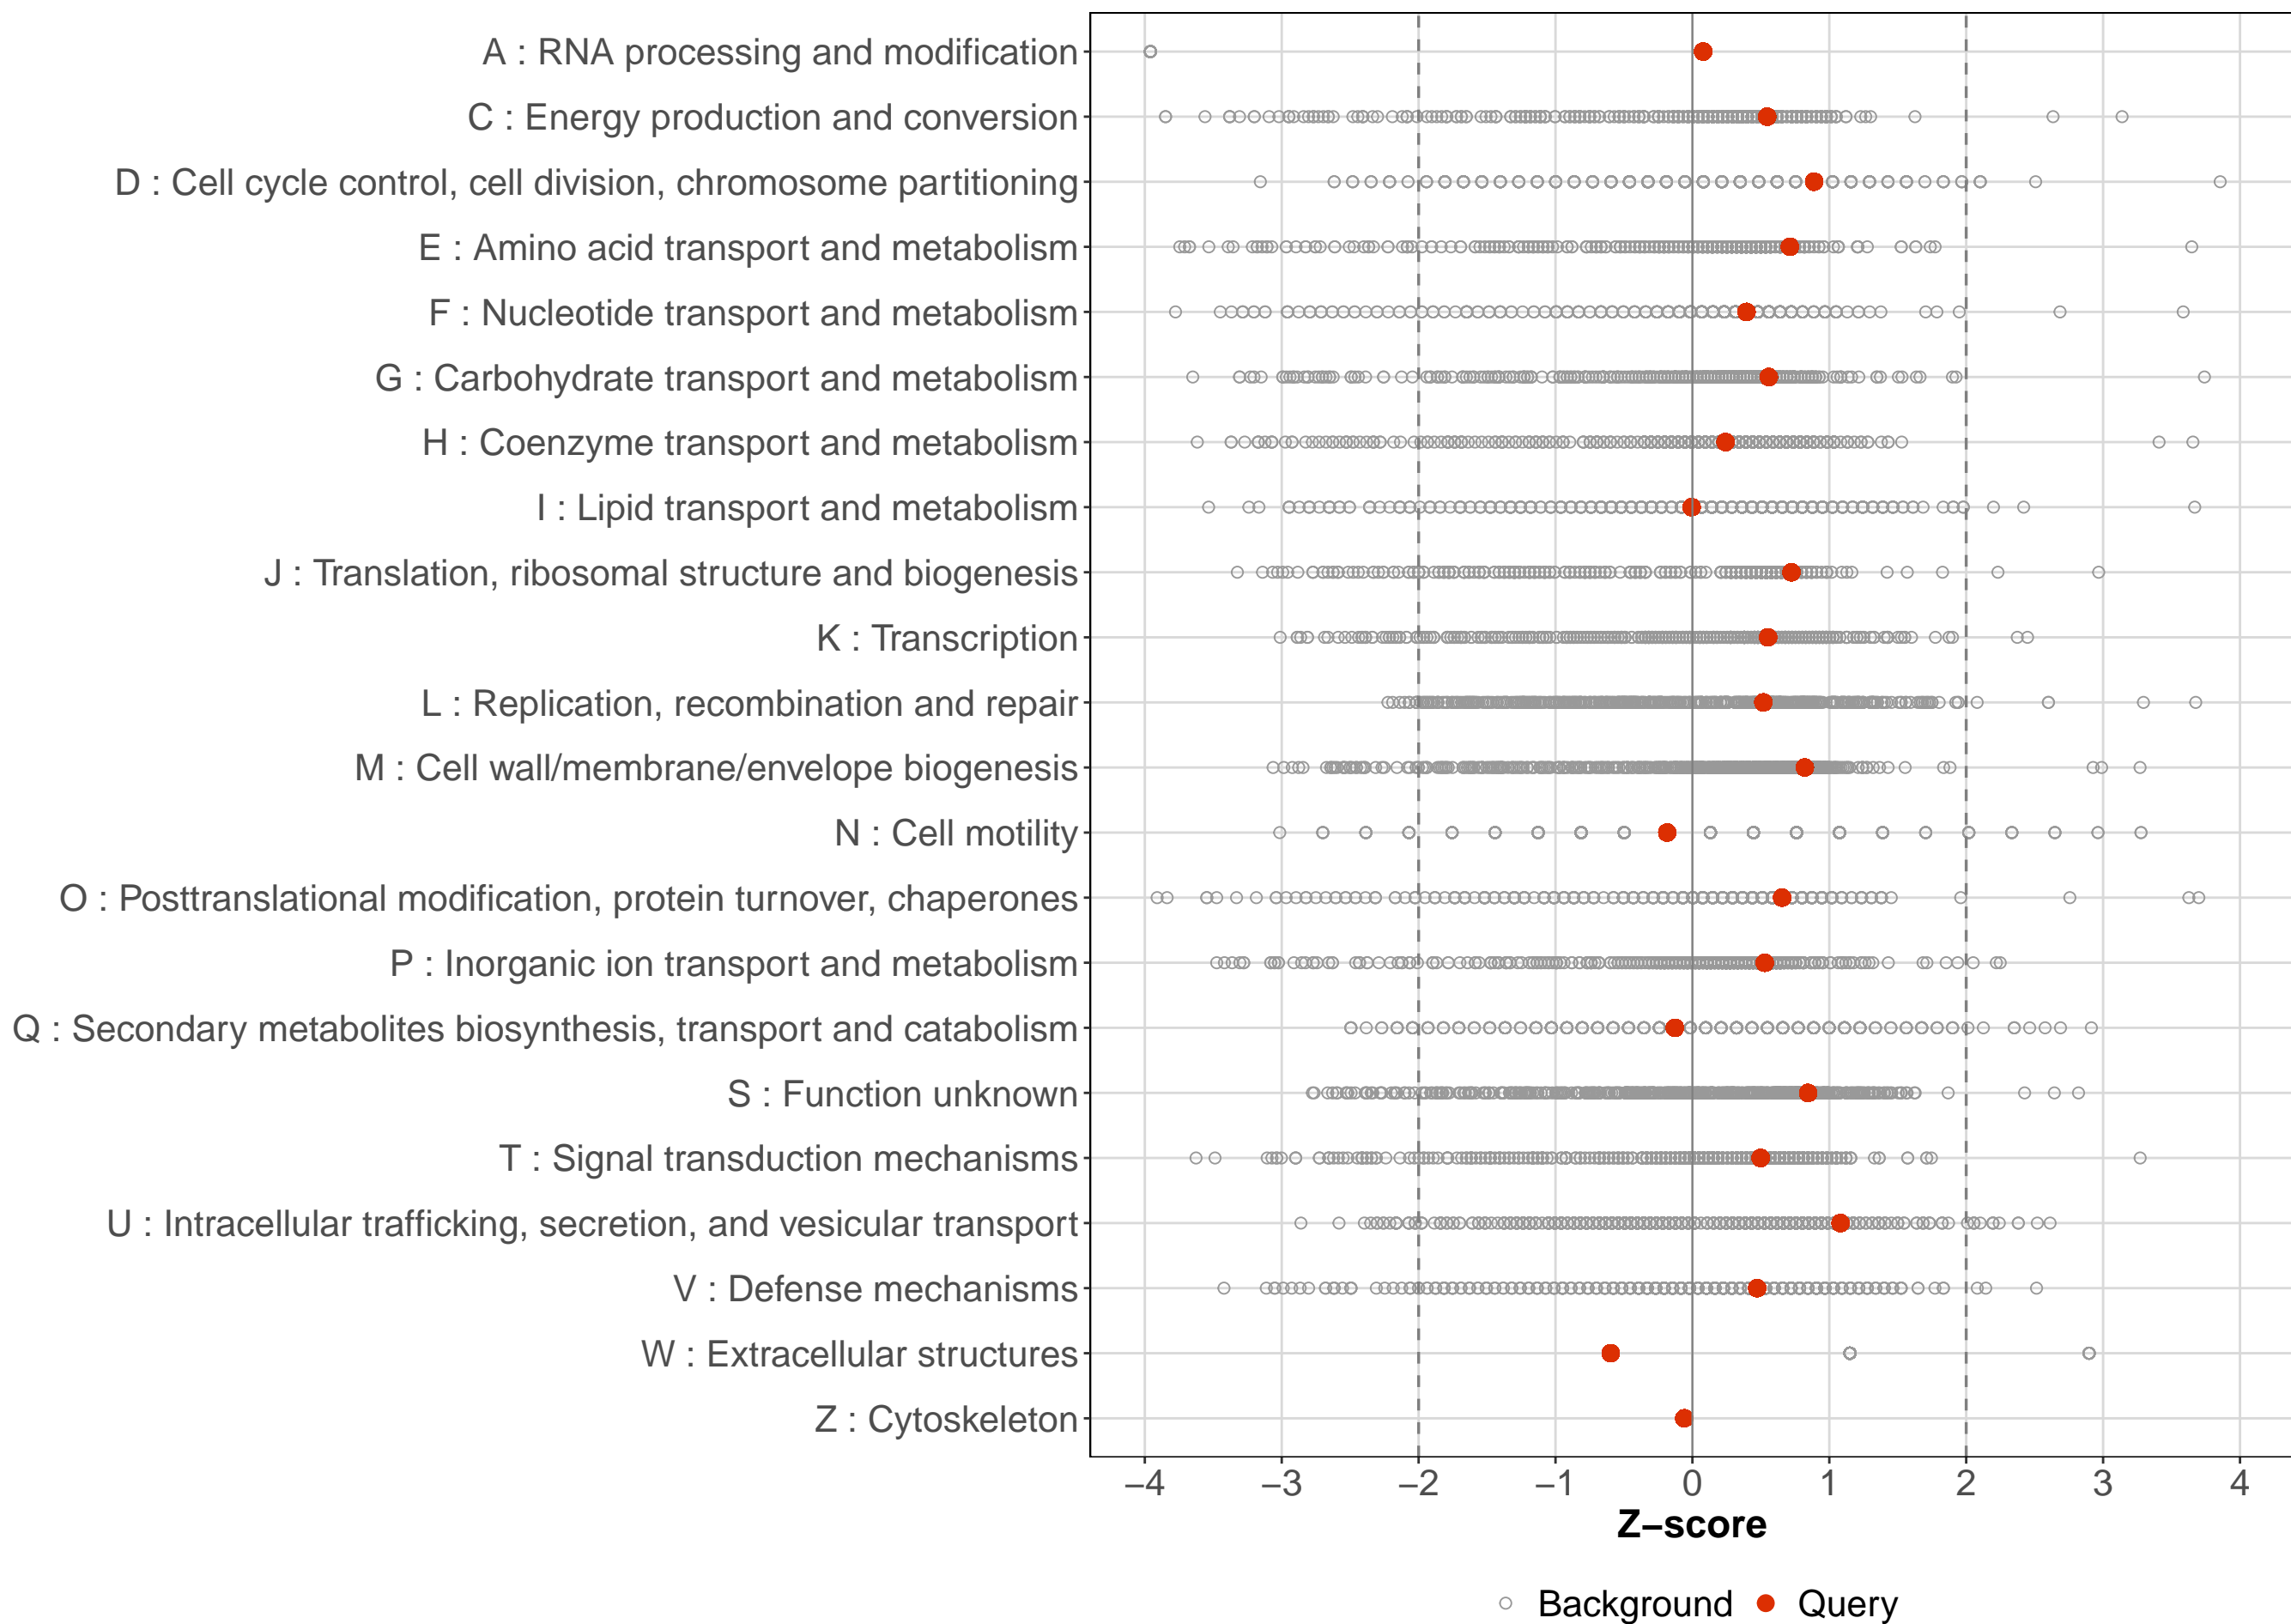 A : RNA processing and modification
C : Energy production and conversion
D : Cell cycle control, cell division, chromosome partitioning
E : Amino acid transport and metabolism
F : Nucleotide transport and metabolism
G : Carbohydrate transport and metabolism
H : Coenzyme transport and metabolism
I : Lipid transport and metabolism
J : Translation, ribosomal structure and biogenesis
K : Transcription
L : Replication, recombination and repair
M : Cell wall/membrane/envelope biogenesis
N : Cell motility
O : Posttranslational modification, protein turnover, chaperones
P : Inorganic ion transport and metabolism
Q : Secondary metabolites biosynthesis, transport and catabolism
S : Function unknown
T : Signal transduction mechanisms
U : Intracellular trafficking, secretion, and vesicular transport
V : Defense mechanisms
W : Extracellular structures
Z : Cytoskeleton
−4 −3 −2 −1 0 1 2 3 4
Z−score
Background Query